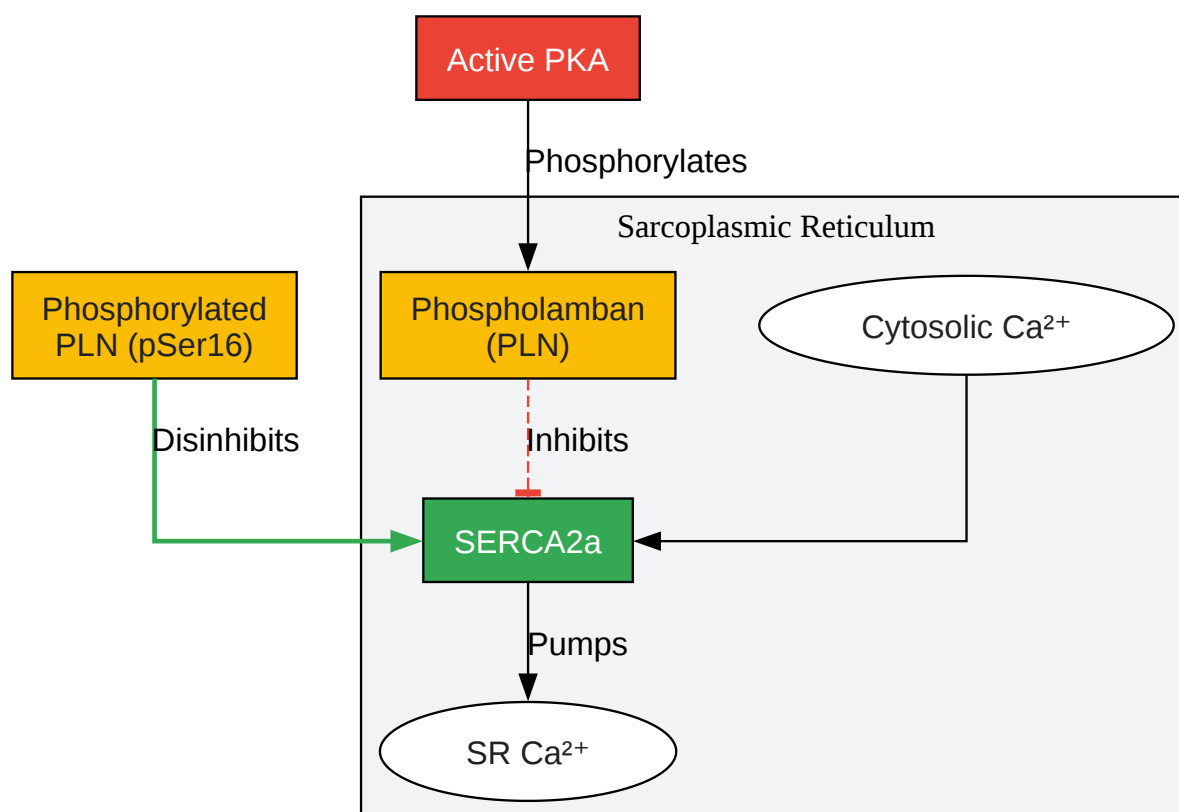 Active PKA
Phosphorylates
Sarcoplasmic Reticulum
Phosphorylated
PLN (pSer16)
Phospholamban
(PLN)
Cytosolic Ca²⁺
Disinhibits
Inhibits
SERCA2a
Pumps
SR Ca²⁺